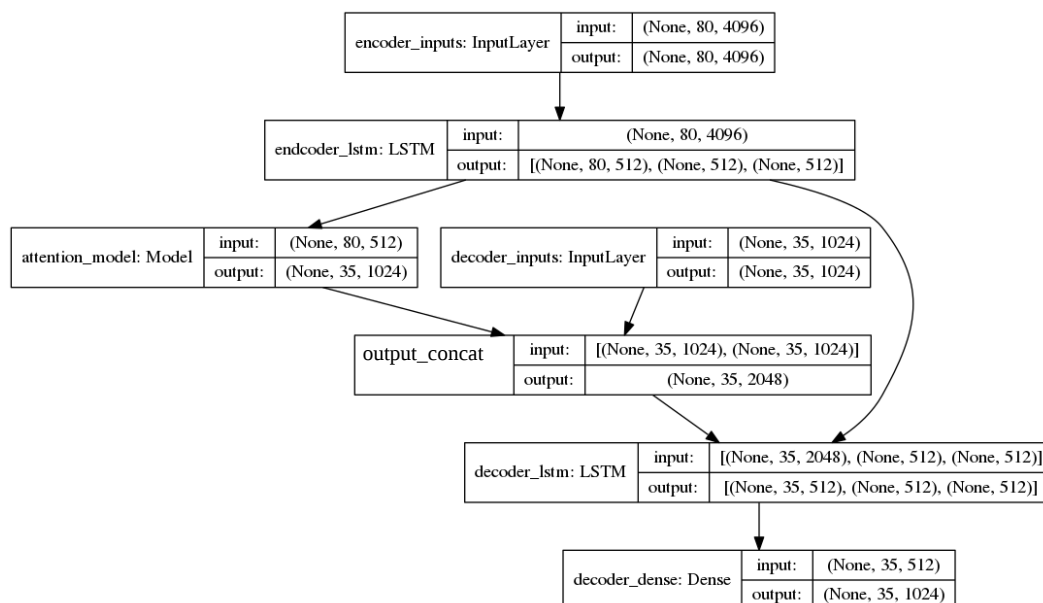 encoder_inputs: InputLayer
input: (None, 80, 4096)
output: (None, 80, 4096)
endcoder_lstm: LSTM
input: (None, 80, 4096)
output: [(None, 80, 512), (None, 512), (None, 512)]
attention_model: Model
input: (None, 80, 512)
output: (None, 35, 1024)
decoder_inputs: InputLayer
input: (None, 35, 1024)
output: (None, 35, 1024)
output_concat
input: [(None, 35, 1024), (None, 35, 1024)]
output: (None, 35, 2048)
decoder_lstm: LSTM
input: [(None, 35, 2048), (None, 512), (None, 512)]
output: [(None, 35, 512), (None, 512), (None, 512)]
decoder_dense: Dense
input: (None, 35, 512)
output: (None, 35, 1024)